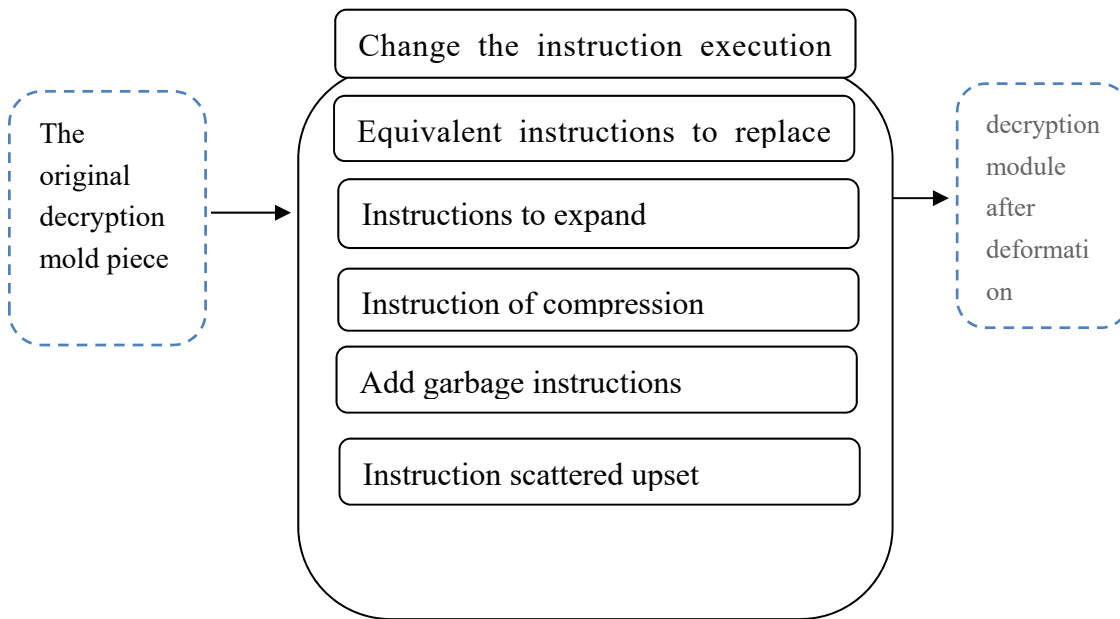 Change the instruction execution
The
original
decryption
mold piece
Equivalent instructions to replace
Instructions to expand
Instruction of compression
Add garbage instructions
Instruction scattered upset
decryption
module
after
deformati
on